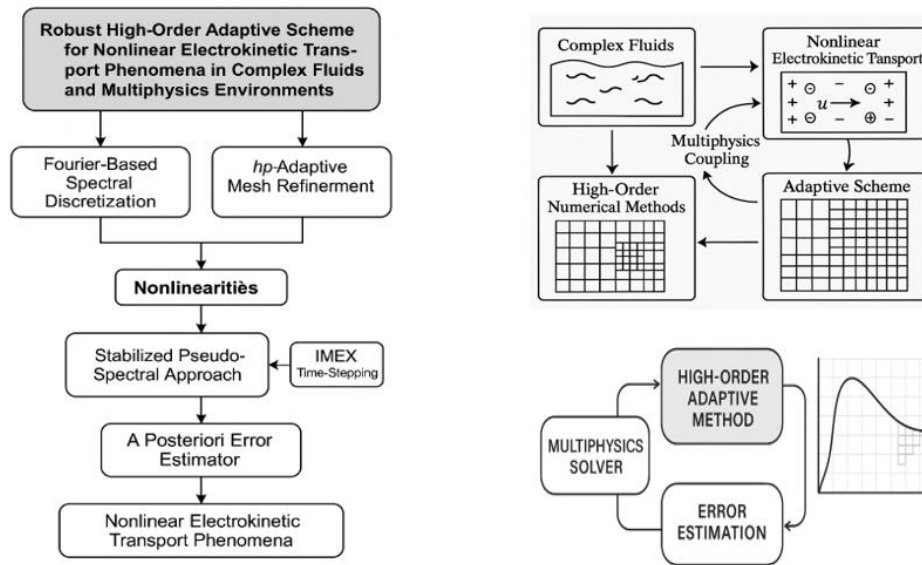 Robust High-Order Adaptive Scheme
for Nonlinear Electrokinetic Trans-
port Phenomena in Complex Fluids
and Multiphysics Environments
Fourier-Based
Spectral
Discretization
hp-Adaptive
Mesh Refinerment
Nonlinearitiès
Stabilized Pseudo-
Spectral Approach
IMEX
Time-Stepping
A Posteriori Error
Estimator
Nonlinear Electrokinetic
Transport Phenomena
Complex Fluids
Nonlinear
Electrokinetic Tansport
+ ⊖ − ⊖ +
+ u +
+ ⊖ − ⊕ −
Multiphysics
Coupling
High-Order
Numerical Methods
Adaptive Scheme
HIGH-ORDER
ADAPTIVE
METHOD
MULTIPHYSICS
SOLVER
ERROR
ESTIMATION